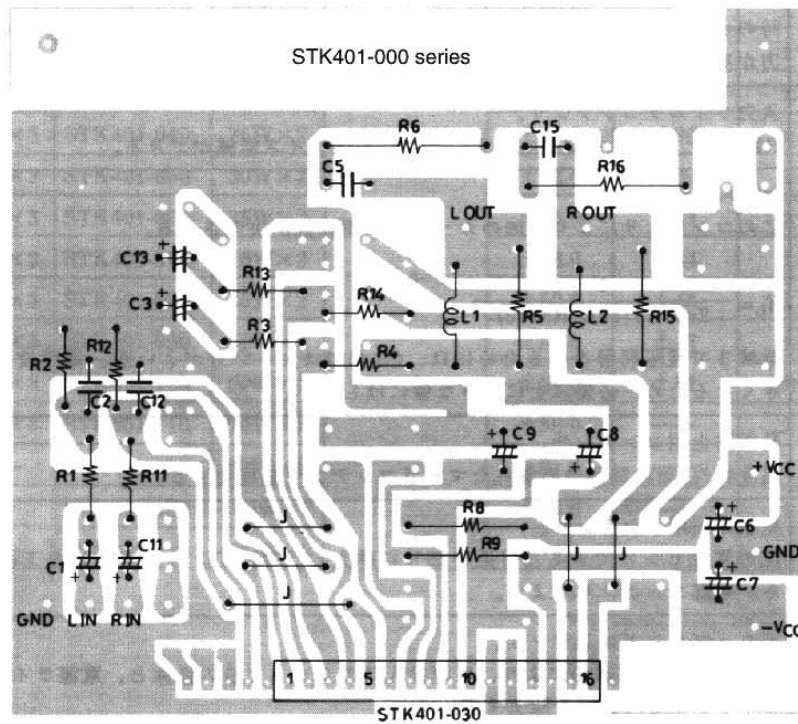 STK401-000 series
R6 C15
C5 R16
L OUT R OUT
C13 R13
C3 R14
R3 L1 R5 L2 R15
R2 R12 R4
C2 C12
C9 C8
R1 R11 +VCC
R8 C6
J
C11 R9 J J GND
C1 J C7
J
GND L IN R IN -VCC
1 5 10 16
STK401-030